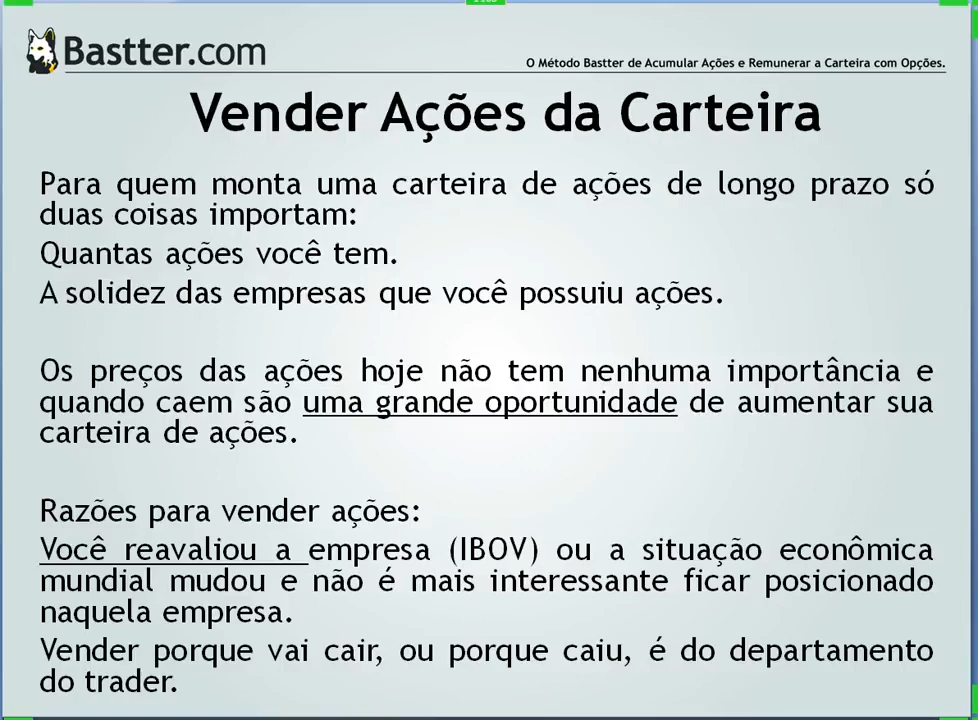 Bastter.com
O Método Bastter de Acumular Ações e Remunerar a Carteira com Opções.
Vender Ações da Carteira
Para quem monta uma carteira de ações de longo prazo só
duas coisas importam:
Quantas ações você tem.
A solidez das empresas que você possuiu ações.
Os preços das ações hoje não tem nenhuma importância e
quando caem são uma grande oportunidade de aumentar sua
carteira de ações.
Razões para vender ações:
Você reavaliou a empresa (IBOV) ou a situação econômica
mundial mudou e não é mais interessante ficar posicionado
naquela empresa.
Vender porque vai cair, ou porque caiu, é do departamento
do trader.